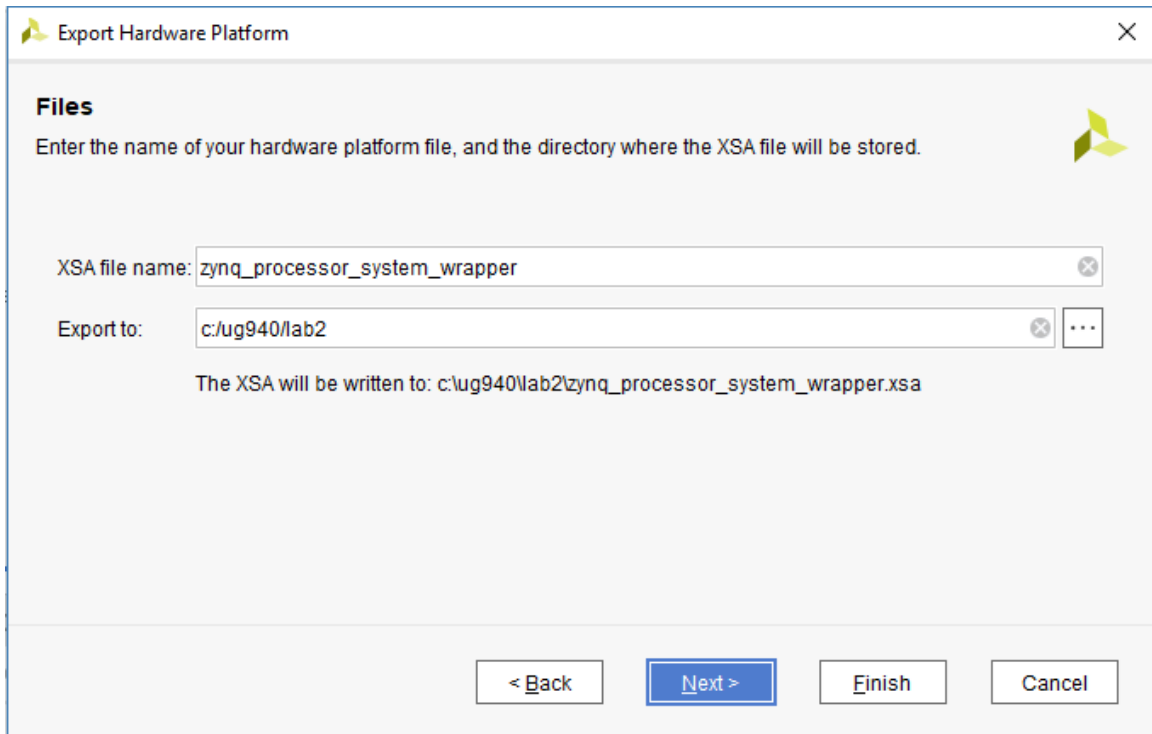 Export Hardware Platform
Files
Enter the name of your hardware platform file, and the directory where the XSA file will be stored.
XSA file name: zynq_processor_system_wrapper
Export to: c:/ug940/lab2 ...
The XSA will be written to: c:\ug940\lab2\zynq_processor_system_wrapper.xsa
< Back Next > Finish Cancel